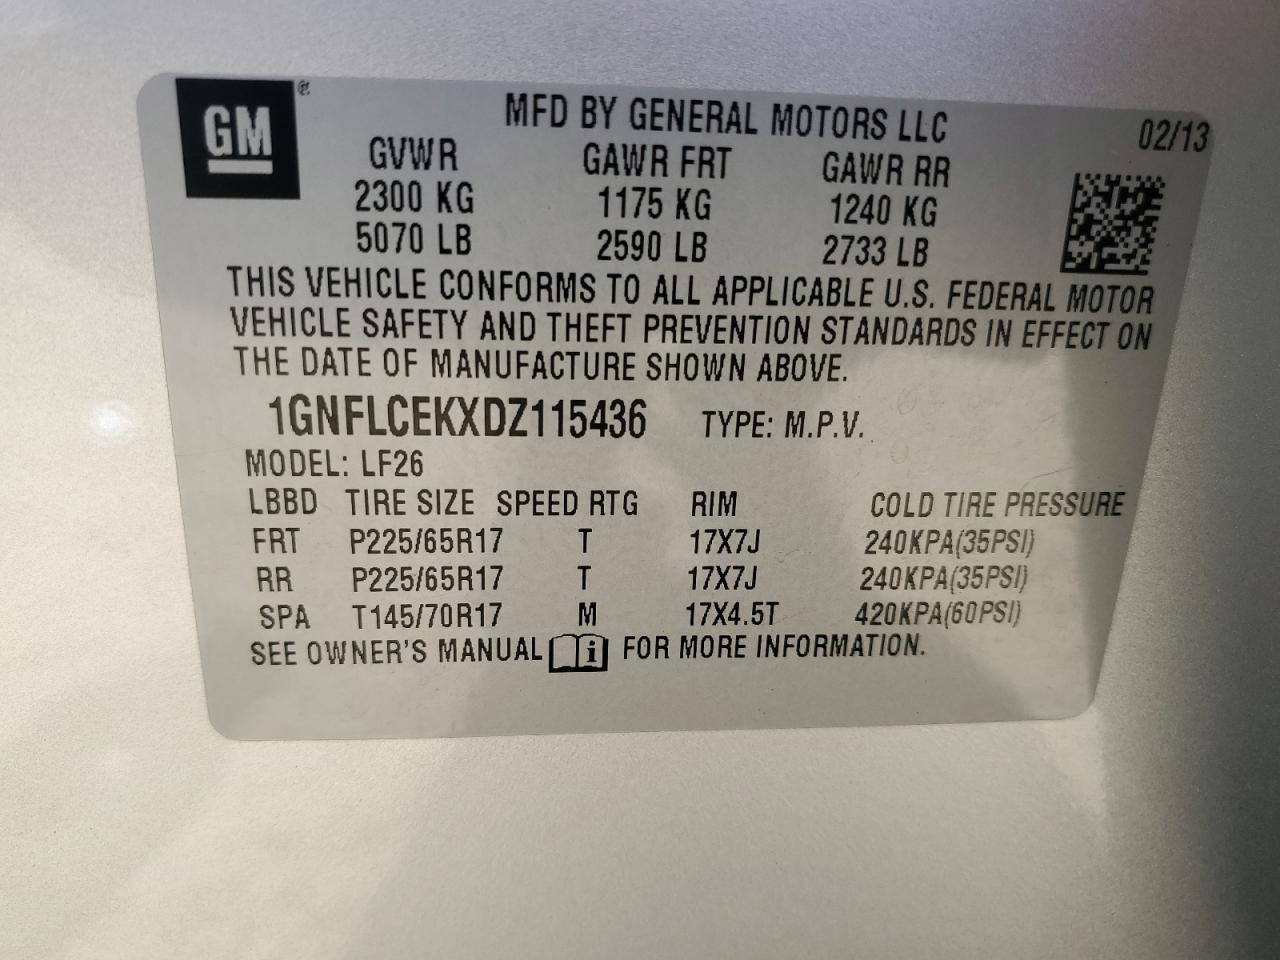 GM ®
MFD BY GENERAL MOTORS LLC 02/13
GVWR GAWR FRT GAWR RR
2300 KG 1175 KG 1240 KG
5070 LB 2590 LB 2733 LB
THIS VEHICLE CONFORMS TO ALL APPLICABLE U.S. FEDERAL MOTOR
VEHICLE SAFETY AND THEFT PREVENTION STANDARDS IN EFFECT ON
THE DATE OF MANUFACTURE SHOWN ABOVE.
1GNFLCEKXDZ115436 TYPE: M.P.V.
MODEL: LF26
LBBD TIRE SIZE SPEED RTG RIM COLD TIRE PRESSURE
FRT P225/65R17 T 17X7J 240KPA(35PSI)
RR P225/65R17 T 17X7J 240KPA(35PSI)
SPA T145/70R17 M 17X4.5T 420KPA(60PSI)
SEE OWNER'S MANUAL i FOR MORE INFORMATION.